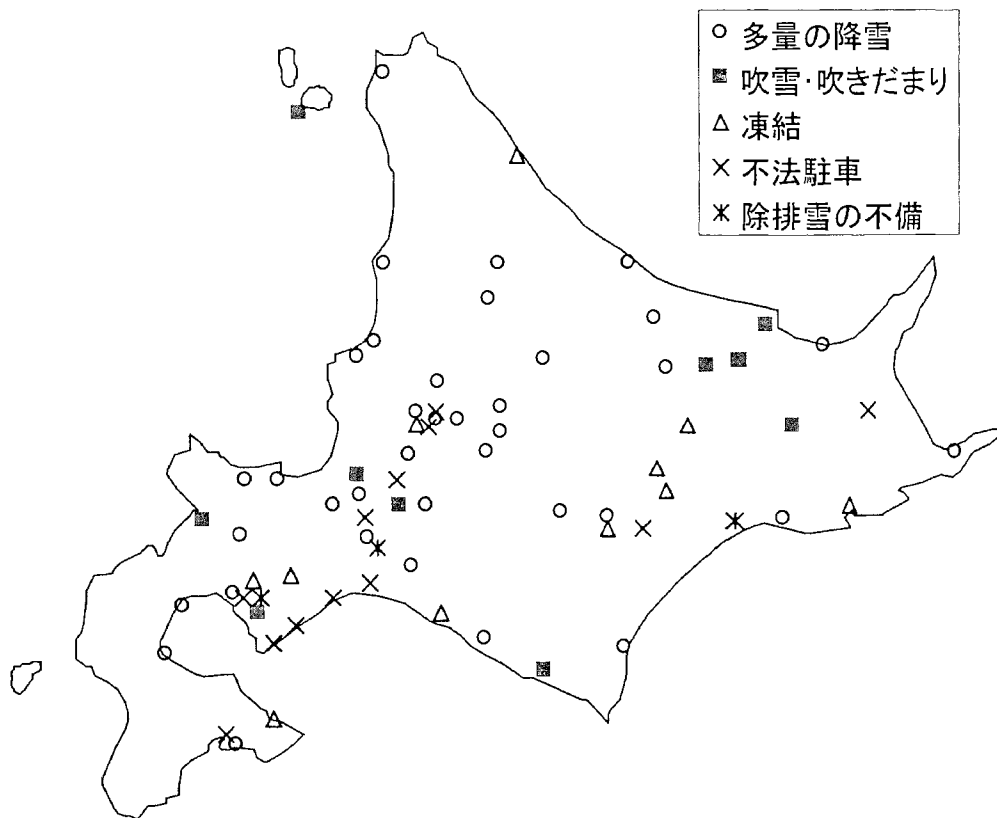 ○ 多量の降雪
■ 吹雪・吹きだまり
△ 凍結
× 不法駐車
＊ 除排雪の不備